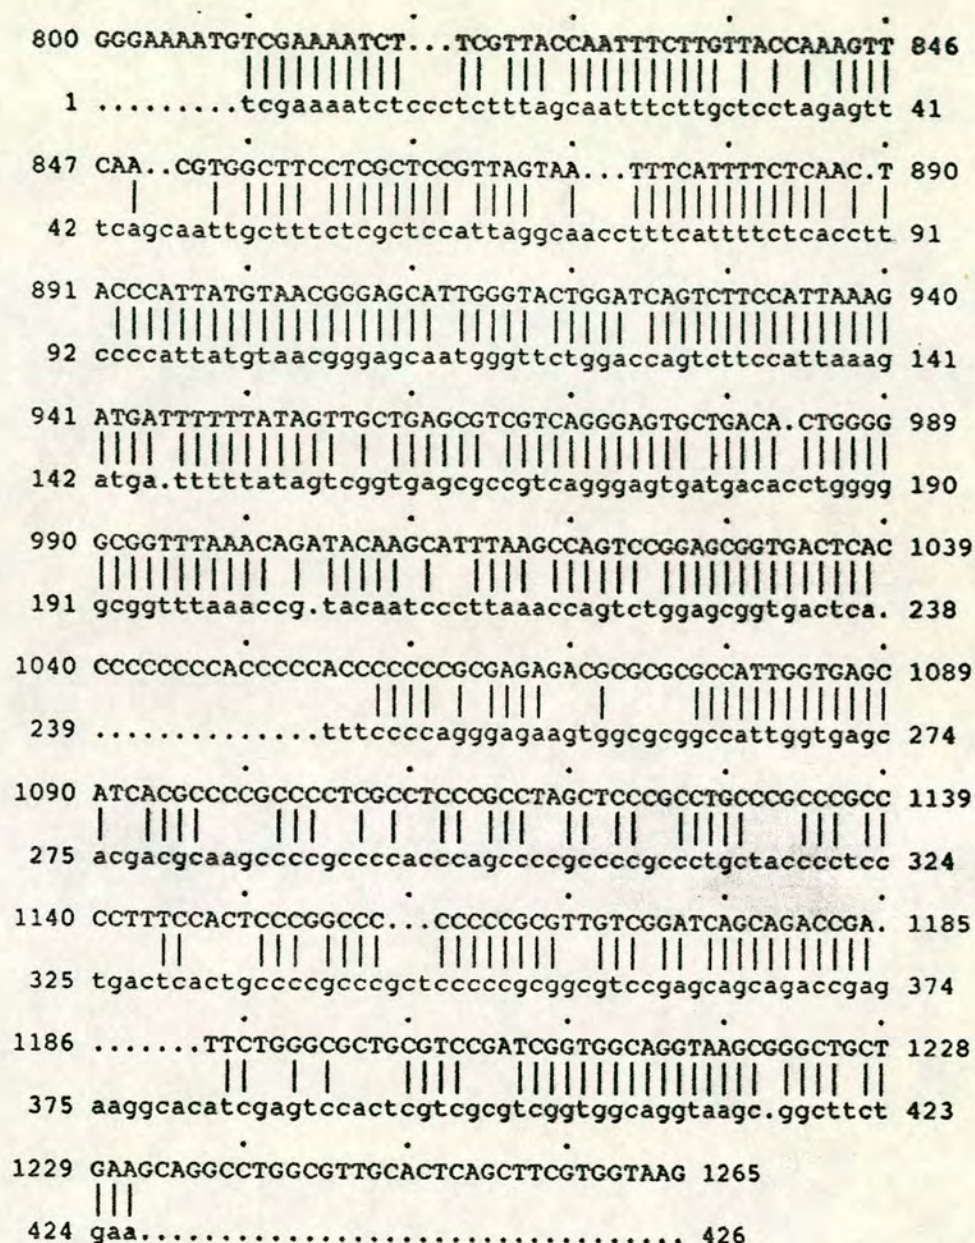 800 GGGAAAATGTCGAAAATCT...TCGTTACCAATTTCTTGTTACCAAAGTT 846
1 .........tcgaaaatctccctctttagcaatttcttgctcctagagtt 41
847 CAA..CGTGGCTTCCTCGCTCCGTTAGTAA...TTTCATTTTCTCAAC.T 890
42 tcagcaattgctttctcgctccattaggcaacctttcattttctcacctt 91
891 ACCCATTATGTAACGGGAGCATTGGGTACTGGATCAGTCTTCCATTAAAG 940
92 ccccattatgtaacgggagcaatgggttctggaccagtcttccattaaag 141
941 ATGATTTTTTATAGTTGCTGAGCGTCGTCAGGGAGTGCTGACA.CTGGGG 989
142 atga.tttttatagtcggtgagcgccgtcagggagtgatgacacctgggg 190
990 GCGGTTTAAACAGATACAAGCATTTAAGCCAGTCCGGAGCGGTGACTCAC 1039
191 gcggtttaaaccg.tacaatcccttaaaccagtctggagcggtgactca. 238
1040 CCCCCCCCACCCCCACCCCCCCGCGAGAGACGCGCGCGCCATTGGTGAGC 1089
239 ..............tttccccagggagaagtggcgcggccattggtgagc 274
1090 ATCACGCCCCGCCCCTCGCCTCCCGCCTAGCTCCCGCCTGCCCGCCCGCC 1139
275 acgacgcaagccccgccccacccagccccgccccgccctgctacccctcc 324
1140 CCTTTCCACTCCCGGCCC...CCCCCGCGTTGTCGGATCAGCAGACCGA. 1185
325 tgactcactgccccgcccgctcccccgcggcgtccgagcagcagaccgag 374
1186 .......TTCTGGGCGCTGCGTCCGATCGGTGGCAGGTAAGCGGGCTGCT 1228
375 aaggcacatcgagtccactcgtcgcgtcggtggcaggtaagc.ggcttct 423
1229 GAAGCAGGCCTGGCGTTGCACTCAGCTTCGTGGTAAG 1265
424 gaa.................................. 426